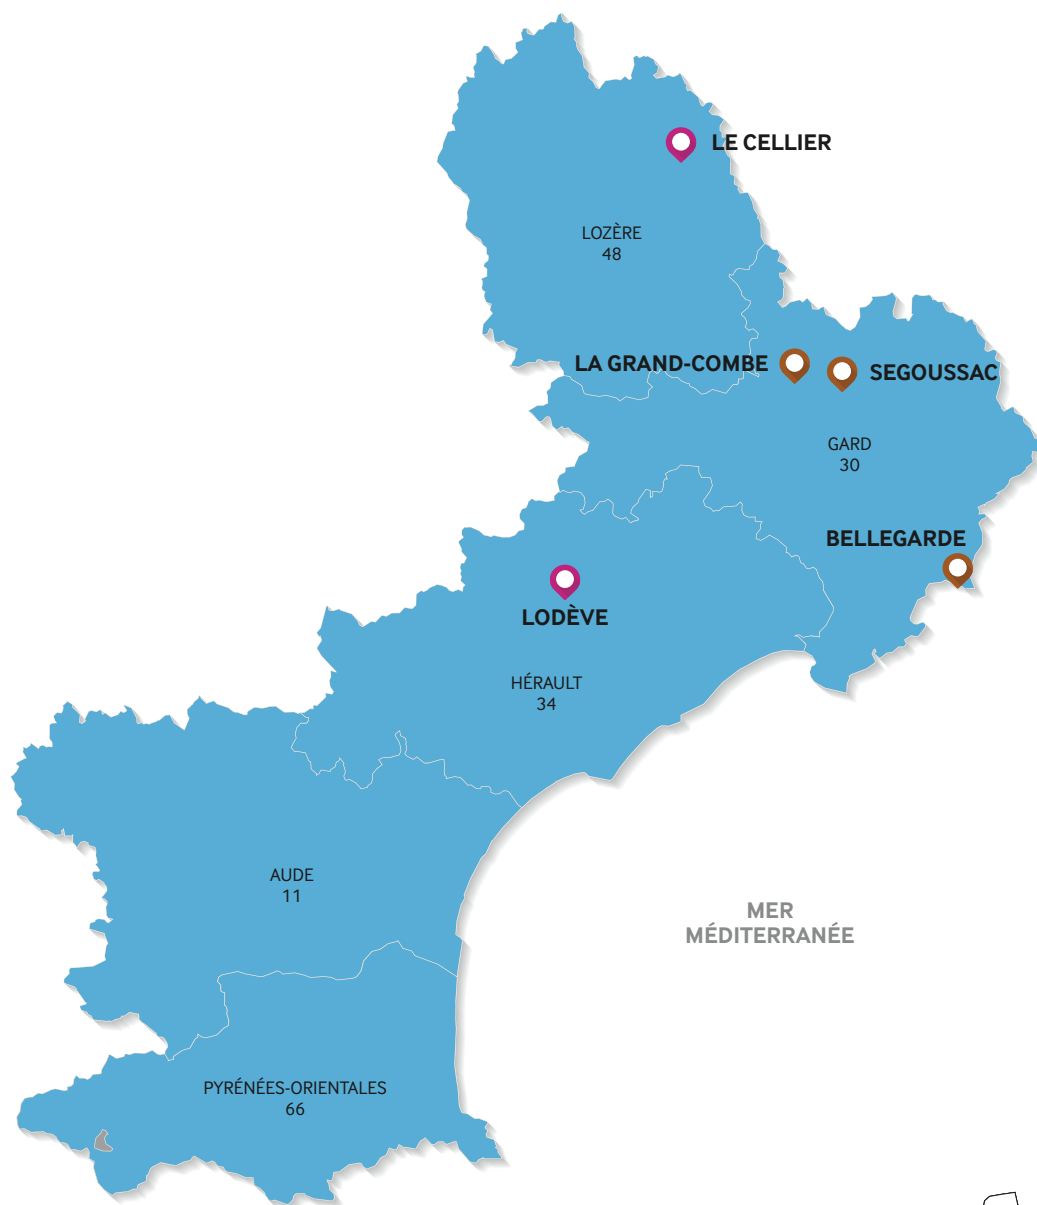 LE CELLIER
LOZÈRE
48
LA GRAND-COMBE
SEGOUSSAC
GARD
30
BELLEGARDE
LODÈVE
HÉRAULT
34
AUDE
11
MER
MÉDITERRANÉE
PYRÉNÉES-ORIENTALES
66